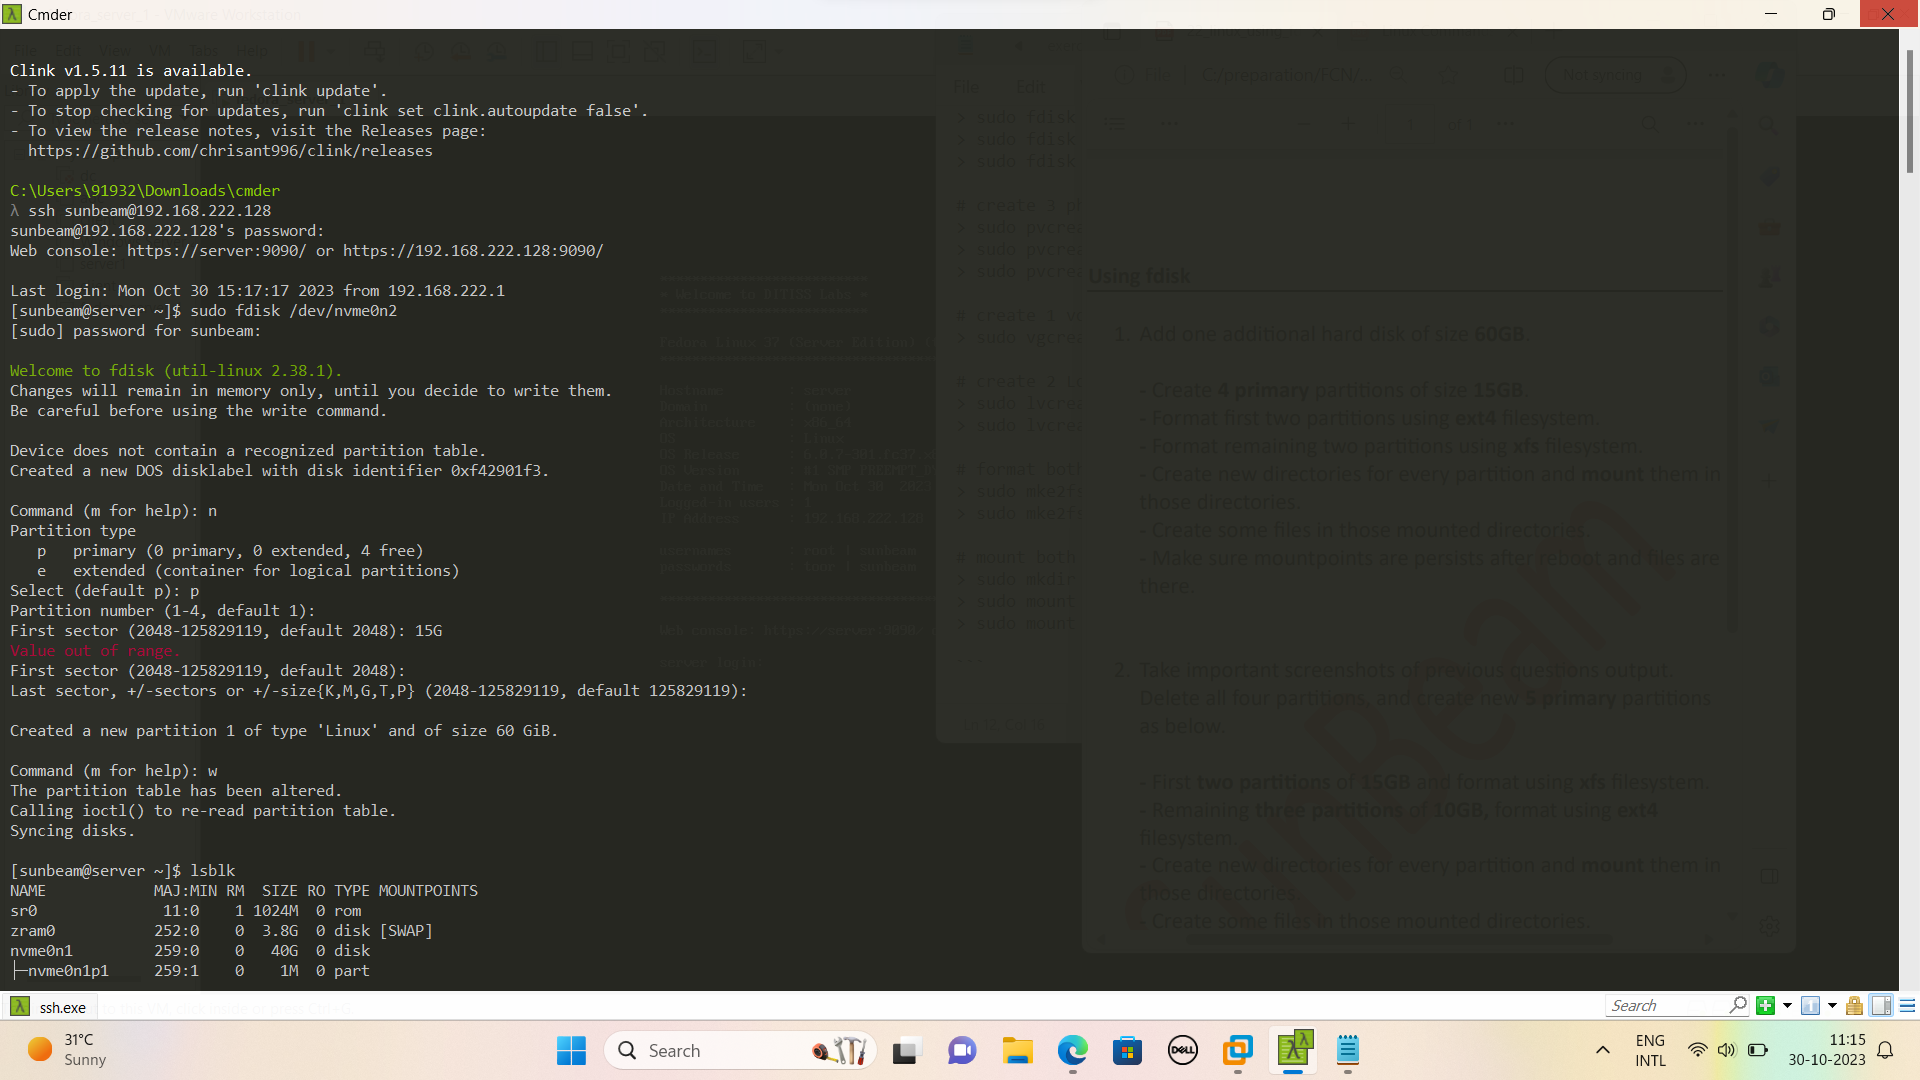 Cmder
Clink v1.5.11 is available.
- To apply the update, run 'clink update'.
- To stop checking for updates, run 'clink set clink.autoupdate false'.
- To view the release notes, visit the Releases page:
https://github.com/chrisant996/clink/releases
C:\Users\91932\Downloads\cmder
λ ssh sunbeam@192.168.222.128
sunbeam@192.168.222.128's password:
Web console: https://server:9090/ or https://192.168.222.128:9090/
Last login: Mon Oct 30 15:17:17 2023 from 192.168.222.1
[sunbeam@server ~]$ sudo fdisk /dev/nvme0n2
[sudo] password for sunbeam:
Welcome to fdisk (util-linux 2.38.1).
Changes will remain in memory only, until you decide to write them.
Be careful before using the write command.
Device does not contain a recognized partition table.
Created a new DOS disklabel with disk identifier 0xf42901f3.
Command (m for help): n
Partition type
p   primary (0 primary, 0 extended, 4 free)
e   extended (container for logical partitions)
Select (default p): p
Partition number (1-4, default 1):
First sector (2048-125829119, default 2048): 15G
Value out of range.
First sector (2048-125829119, default 2048):
Last sector, +/-sectors or +/-size{K,M,G,T,P} (2048-125829119, default 125829119):
Created a new partition 1 of type 'Linux' and of size 60 GiB.
Command (m for help): w
The partition table has been altered.
Calling ioctl() to re-read partition table.
Syncing disks.
[sunbeam@server ~]$ lsblk
NAME MAJ:MIN RM SIZE RO TYPE MOUNTPOINTS
sr0 11:0 1 1024M 0 rom
zram0 252:0 0 3.8G 0 disk [SWAP]
nvme0n1 259:0 0 40G 0 disk
├─nvme0n1p1 259:1 0 1M 0 part
Using fdisk
1. Add one additional hard disk of size 60GB.
- Create 4 primary partitions of size 15GB.
- Format first two partitions using ext4 filesystem.
- Format remaining two partitions using xfs filesystem.
- Create new directories for every partition and mount them in
those directories.
- Create some files in those mounted directories
- Make sure mountpoints are persists after reboot and files are
there.
2. Take important screenshots of previous questions output.
Delete all four partitions, and create new 5 primary partitions
as below.
- First two partitions of 15GB and format using xfs filesystem.
- Remaining three partitions of 10GB, format using ext4
filesystem.
- Create new directories for every partition and mount them in
those directories
- Create some files in those mounted directories.
ssh.exe
Search
31°C
Sunny
Search
DELL
ENG
INTL
11:15
30-10-2023